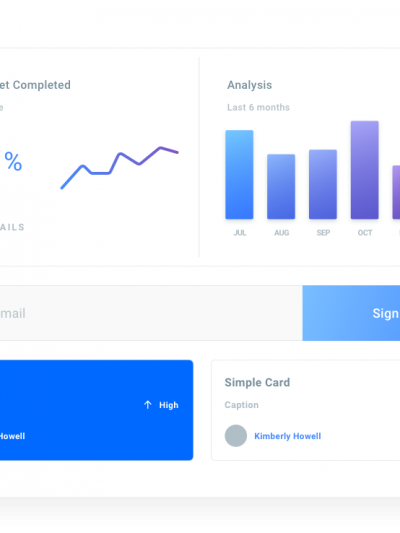 et Completed
e
%
AILS
Analysis
Last 6 months
JUL AUG SEP OCT
mail
Sign
High
Howell
Simple Card
Caption
Kimberly Howell